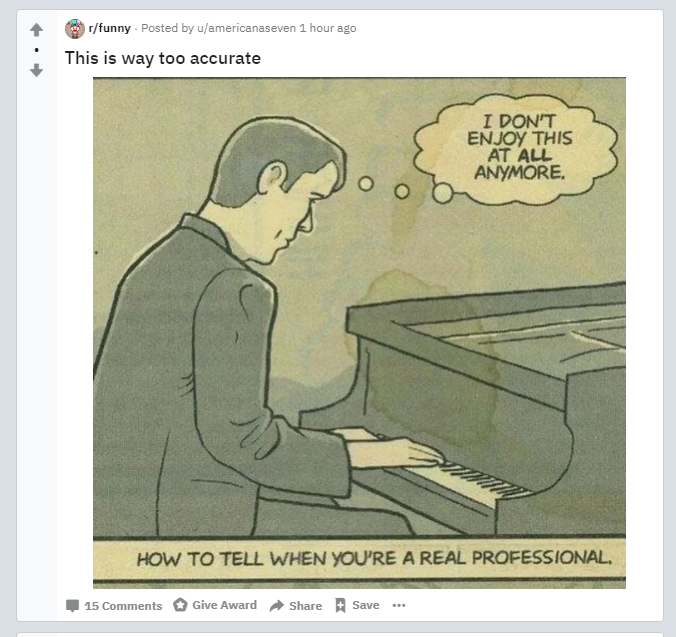 r/funny · Posted by u/americanaseven 1 hour ago
This is way too accurate
I DON'T
ENJOY THIS
AT ALL
ANYMORE.
HOW TO TELL WHEN YOU'RE A REAL PROFESSIONAL.
15 Comments Give Award Share Save ...